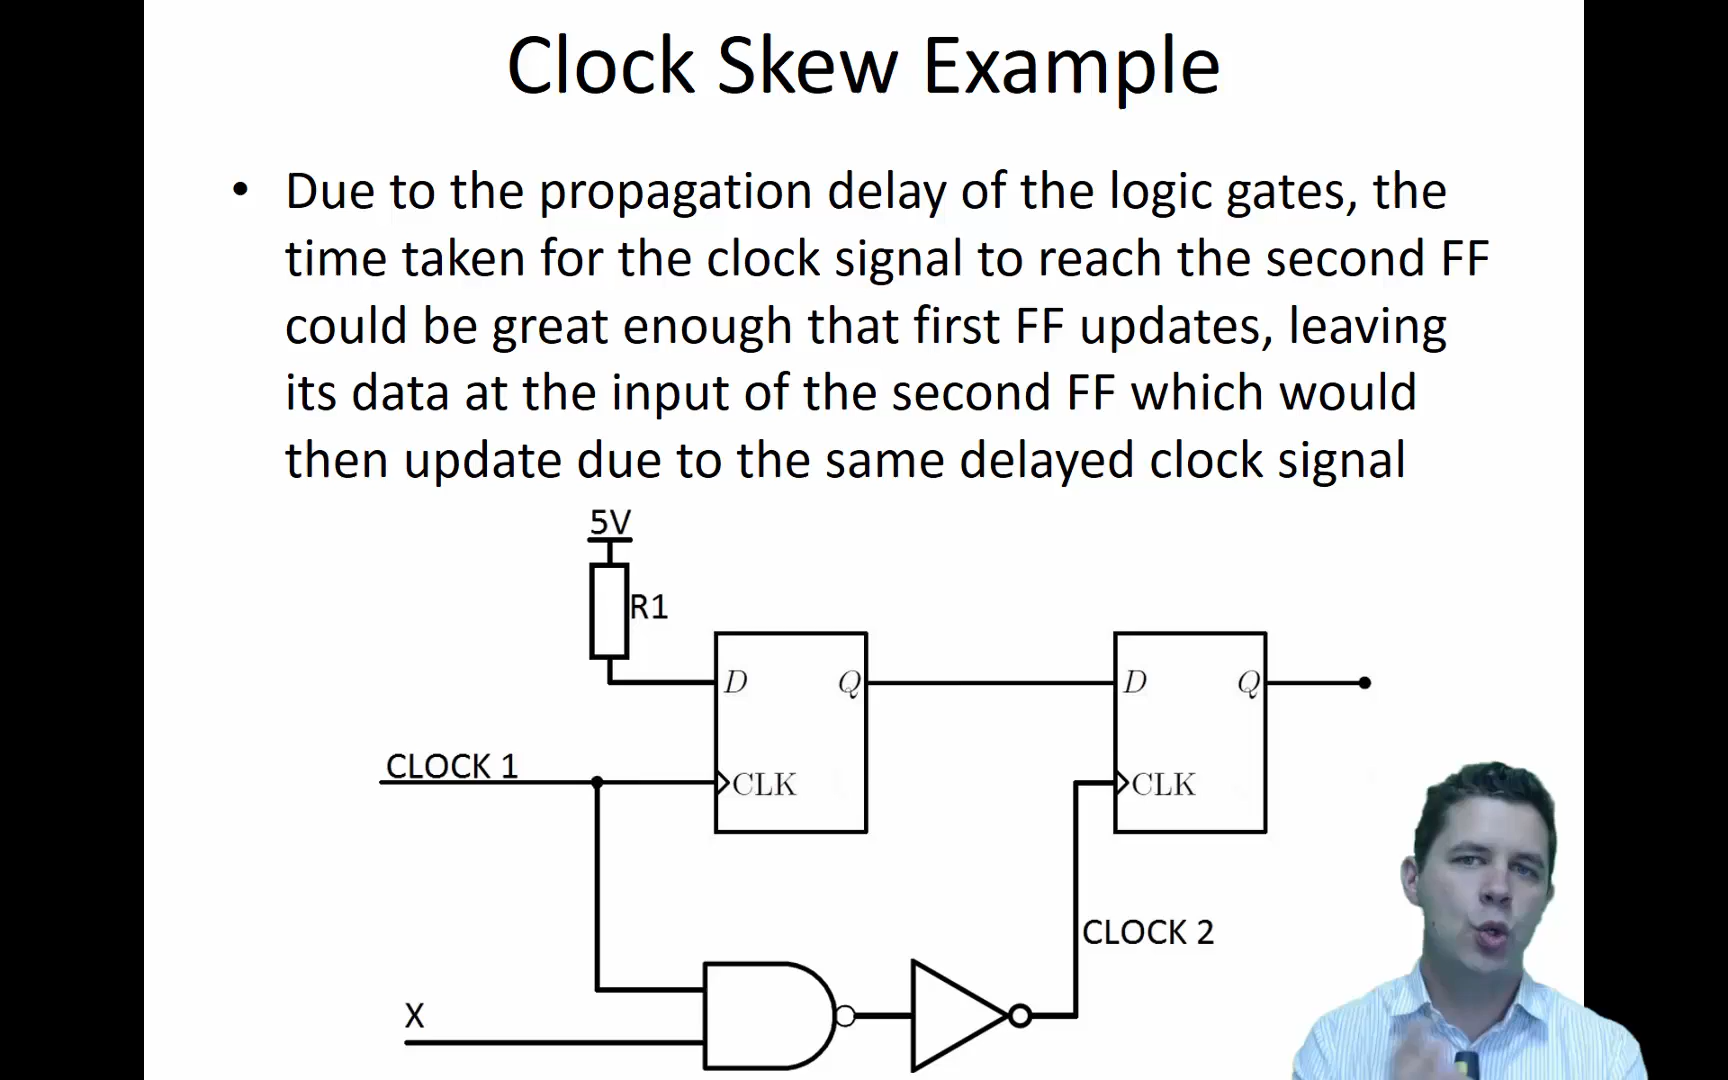 Clock Skew Example
• Due to the propagation delay of the logic gates, the
time taken for the clock signal to reach the second FF
could be great enough that first FF updates, leaving
its data at the input of the second FF which would
then update due to the same delayed clock signal
5V
R1
D Q D Q
CLOCK 1
CLK CLK
CLOCK 2
X